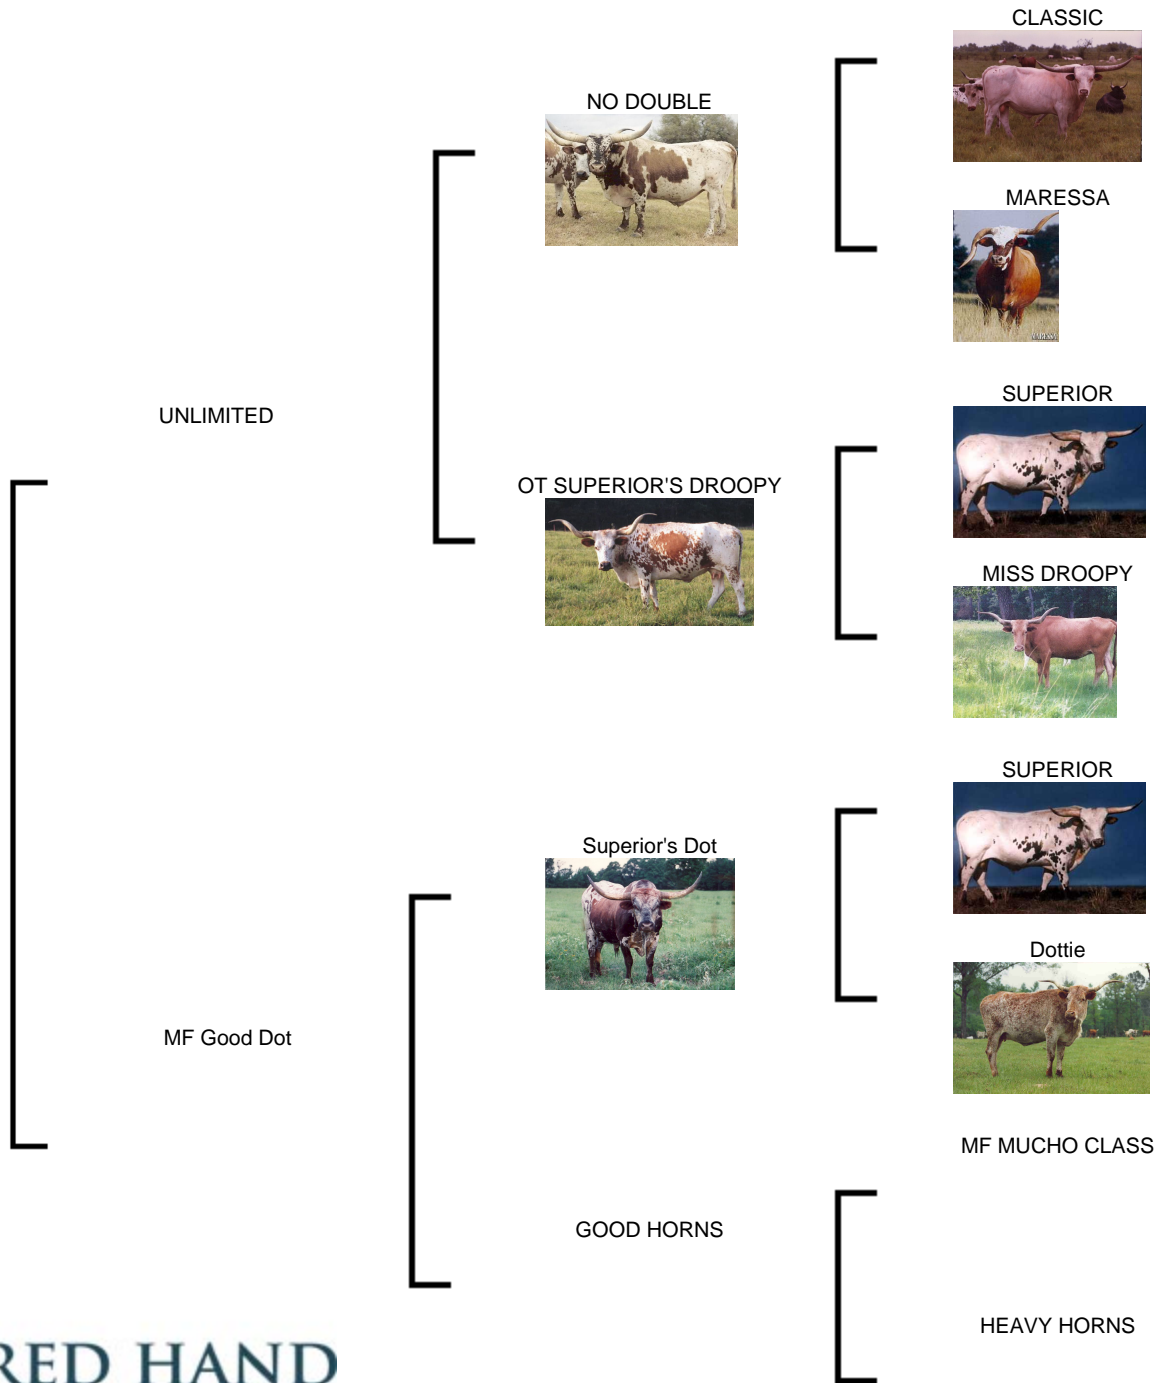 CLASSIC
NO DOUBLE
MARESSA
MARESSA
UNLIMITED
SUPERIOR
OT SUPERIOR'S DROOPY
MISS DROOPY
SUPERIOR
Superior's Dot
Dottie
MF Good Dot
MF MUCHO CLASS
GOOD HORNS
HEAVY HORNS
RED HAND